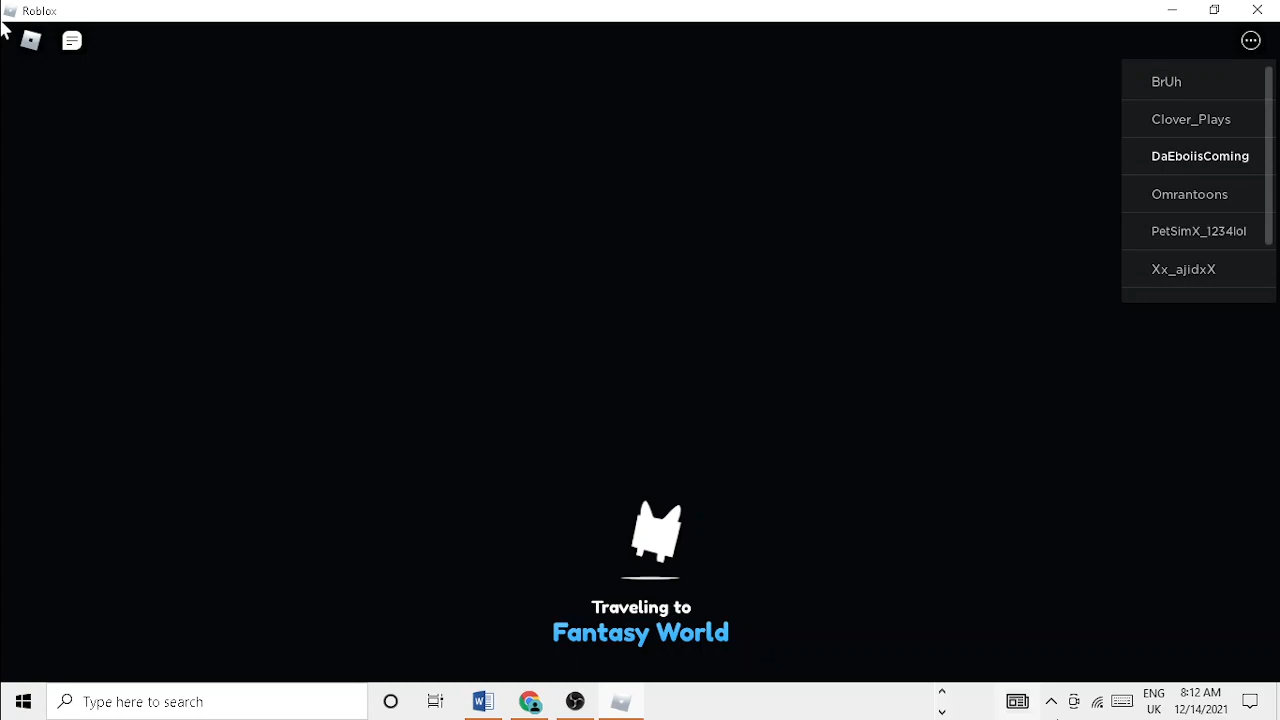 Roblox
BrUh
Clover_Plays
DaEboiisComing
Omrantoons
PetSimX_1234lol
Xx_ajidxX
Traveling to
Fantasy World
Type here to search
ENG
UK
8:12 AM
12/14/2021